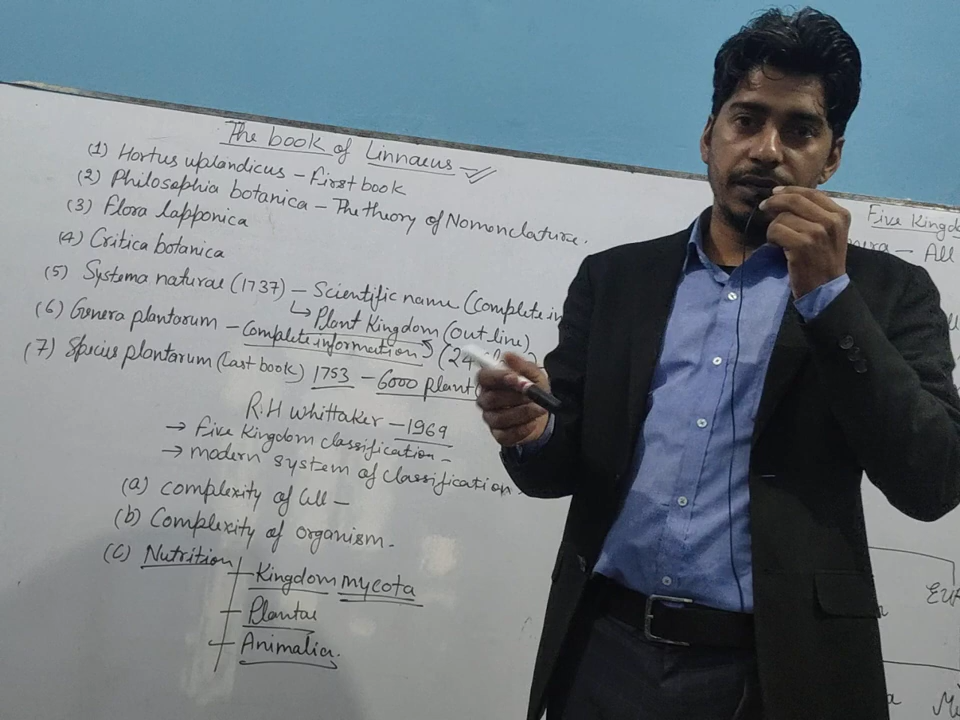 The book of Linnaeus
(1) Hortus uplandicus - First book
(2) Philosophia botanica - The theory of Nomenclature.
(3) Flora lapponica
(4) Critica botanica
(5) Systema naturae (1737) - Scientific name (Complete in
↳ Plant Kingdom (Out line)
(6) Genera plantarum - Complete information) (24
(7) Species plantarum (Last book) 1753 - 6000 plant
R.H Whittaker - 1969
→ Five Kingdom classification -
→ modern system of classification -
(a) Complexity of Cell -
(b) Complexity of organism.
(C) Nutrition
Kingdom mycota
Plantae
Animalia.
Five Kingdo
- All